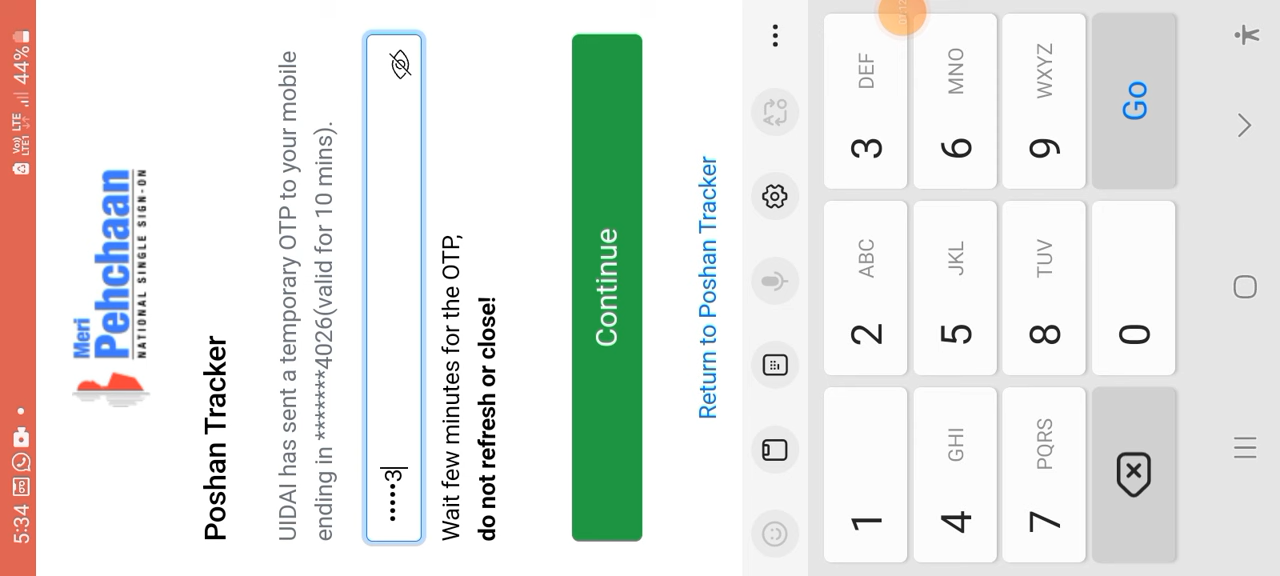 5:34
Vo)) LTE
LTE1
44%
Meri
Pehchaan
NATIONAL SINGLE SIGN-ON
Poshan Tracker
UIDAI has sent a temporary OTP to your mobile
ending in *******4026(valid for 10 mins).
•••••3
Wait few minutes for the OTP,
do not refresh or close!
Continue
Return to Poshan Tracker
1
2 ABC
3 DEF
4 GHI
5 JKL
6 MNO
7 PQRS
8 TUV
9 WXYZ
0
Go